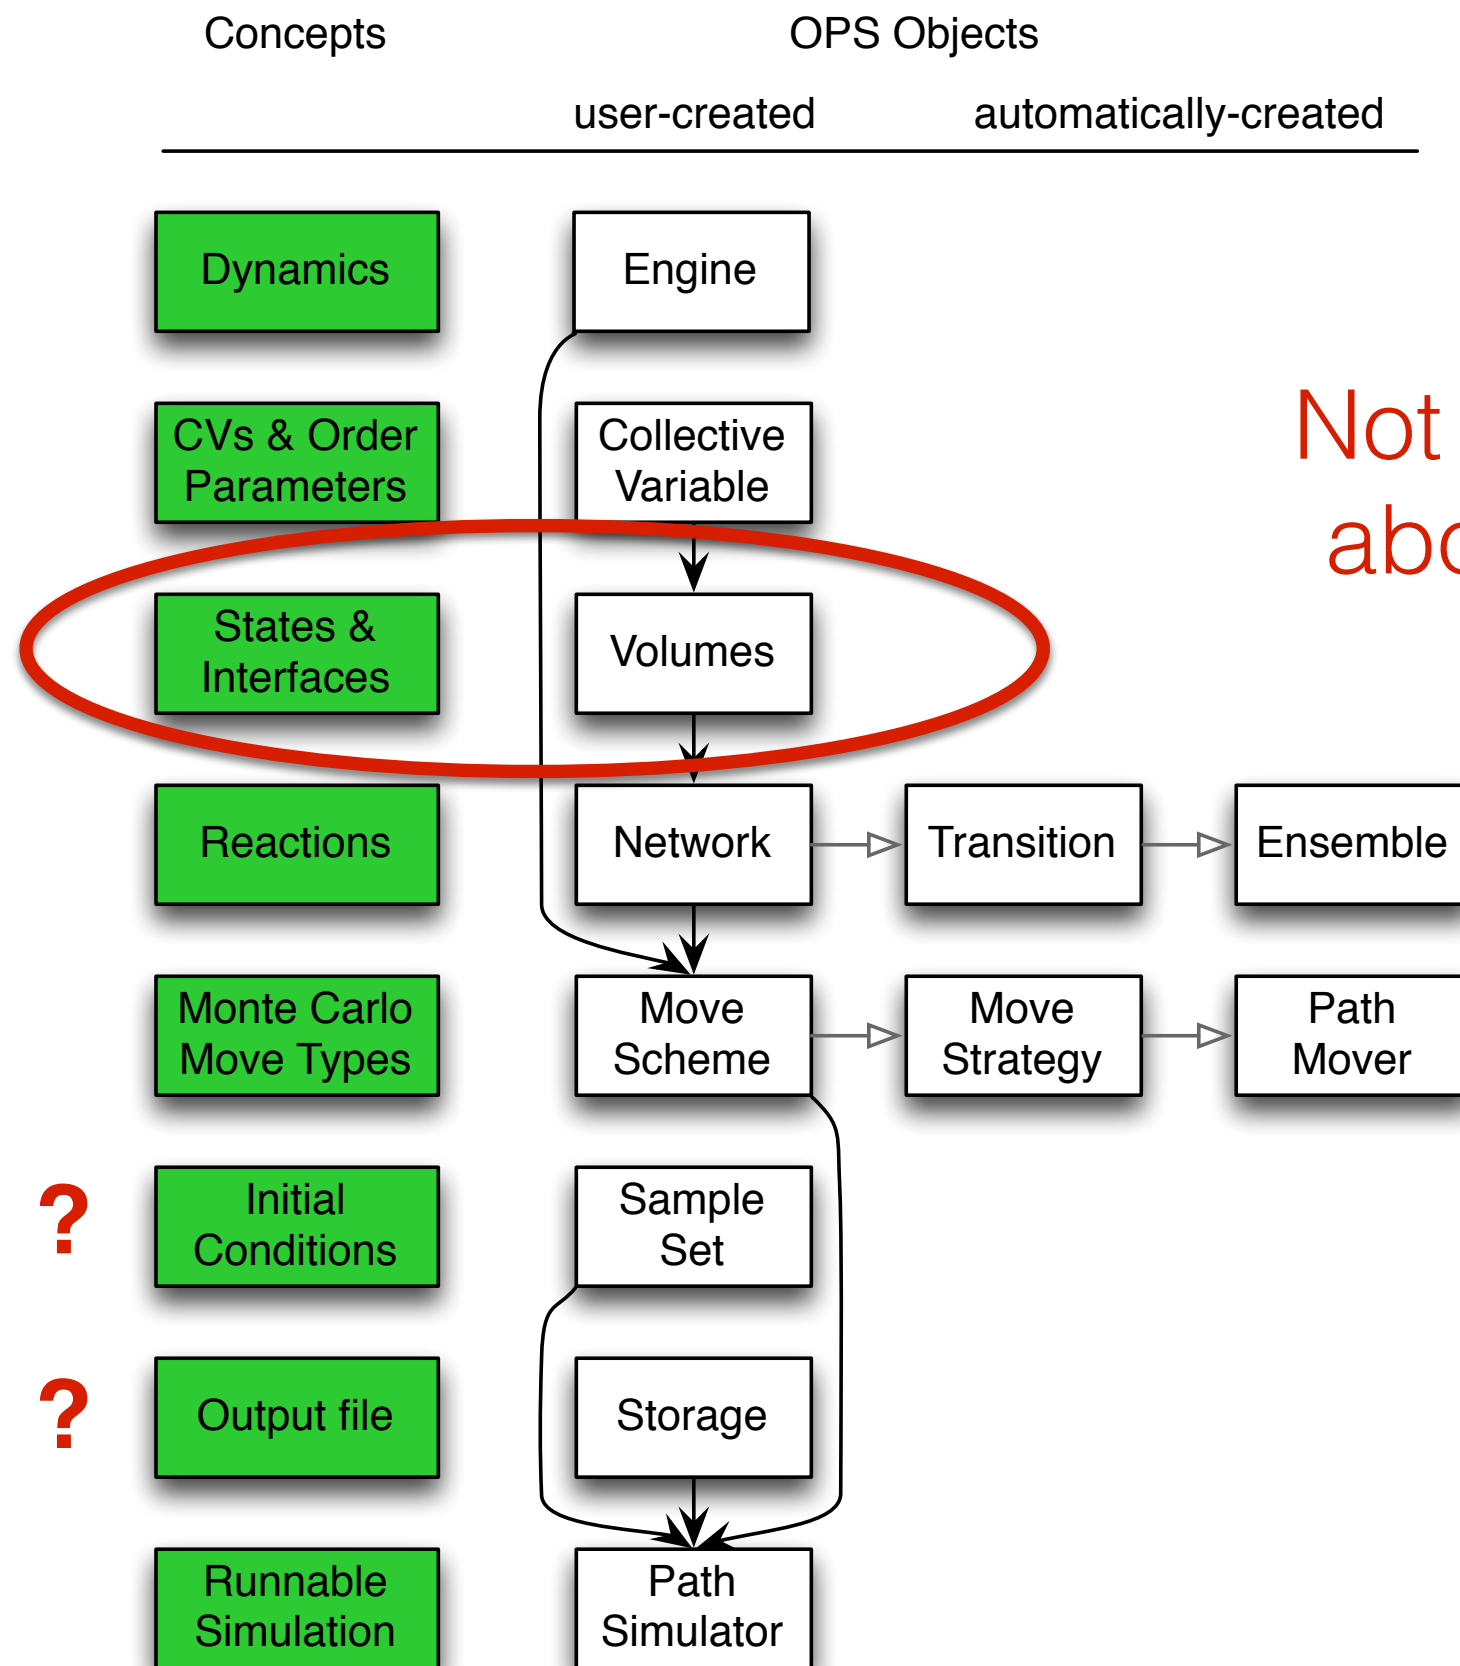 Concepts
OPS Objects
user-created
automatically-created
Dynamics
Engine
Not
CVs & Order
Parameters
Collective
Variable
States &
Interfaces
Volumes
Reactions
Network
Transition
Ensemble
Monte Carlo
Move Types
Move
Scheme
Move
Strategy
Path
Mover
?
Initial
Conditions
Sample
Set
?
Output file
Storage
Runnable
Simulation
Path
Simulator